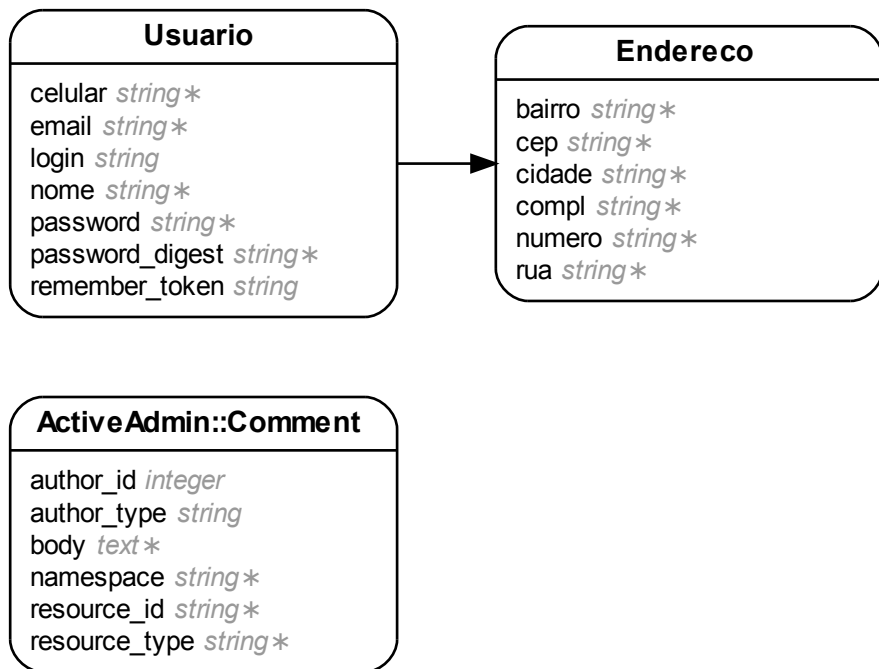 Usuario
celular string∗
email string∗
login string
nome string∗
password string∗
password_digest string∗
remember_token string
Endereco
bairro string∗
cep string∗
cidade string∗
compl string∗
numero string∗
rua string∗
ActiveAdmin::Comment
author_id integer
author_type string
body text∗
namespace string∗
resource_id string∗
resource_type string∗